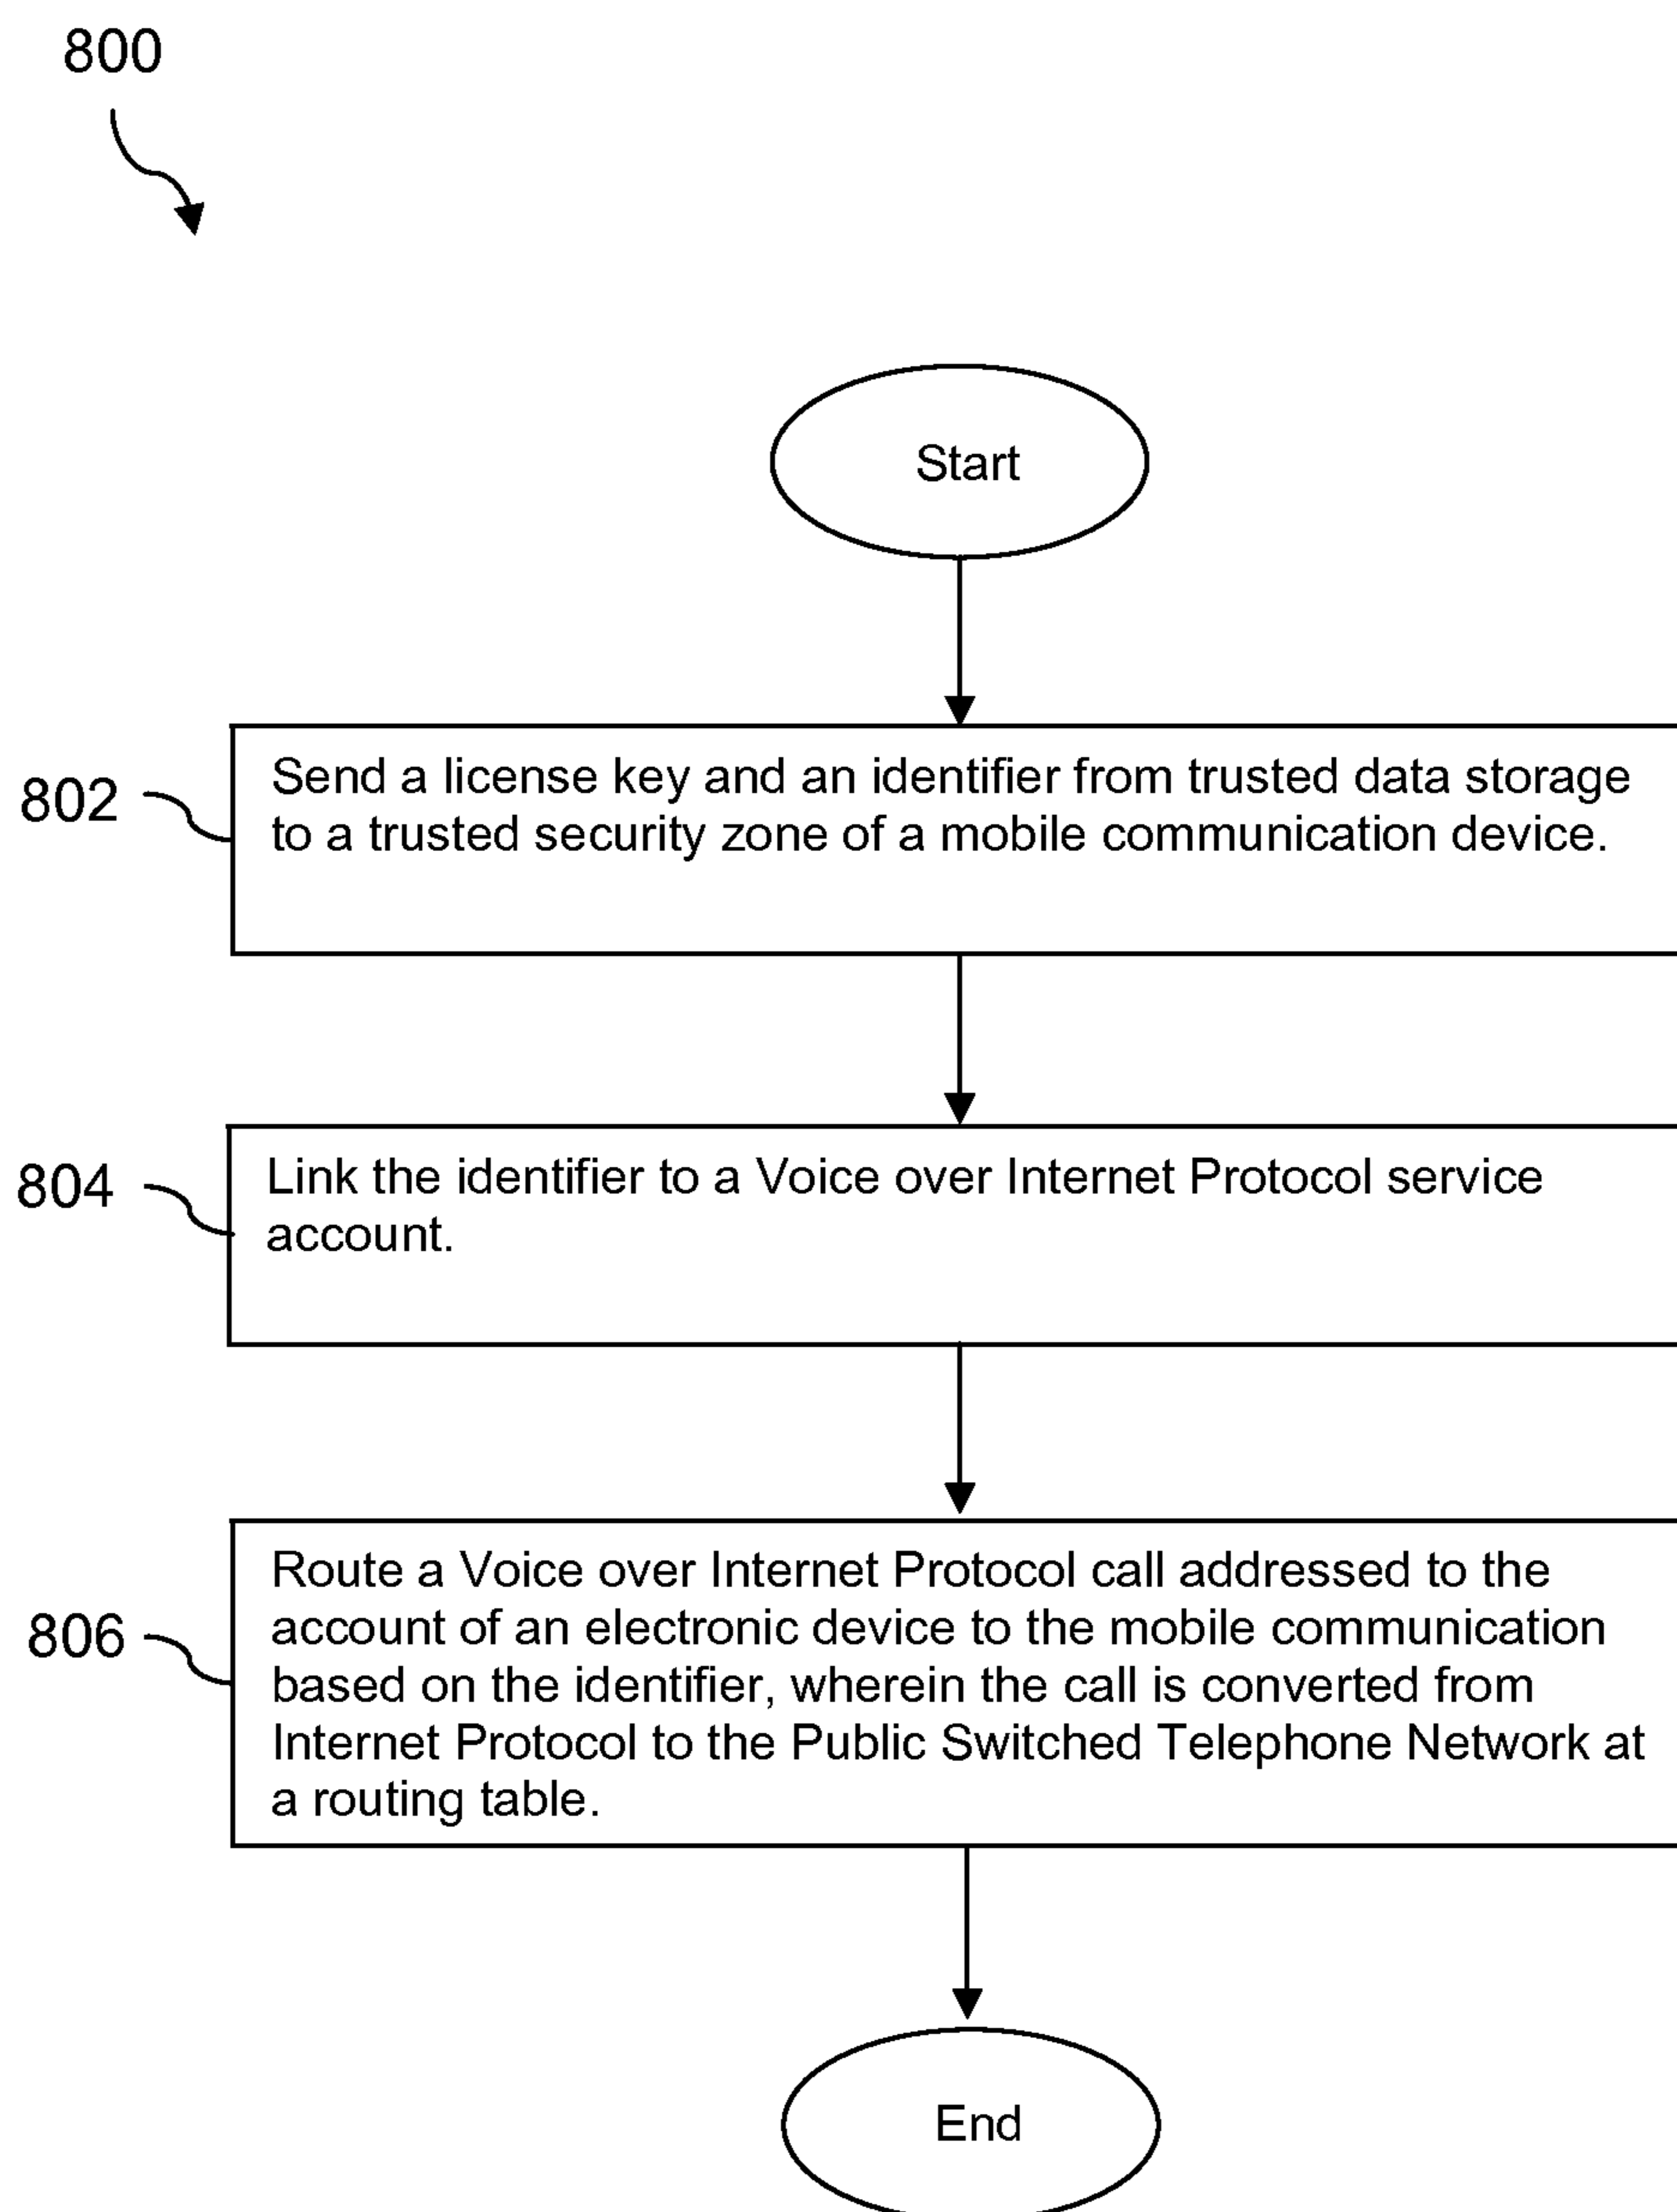 800
Start
802
Send a license key and an identifier from trusted data storage
to a trusted security zone of a mobile communication device.
804
Link the identifier to a Voice over Internet Protocol service
account.
806
Route a Voice over Internet Protocol call addressed to the
account of an electronic device to the mobile communication
based on the identifier, wherein the call is converted from
Internet Protocol to the Public Switched Telephone Network at
a routing table.
End